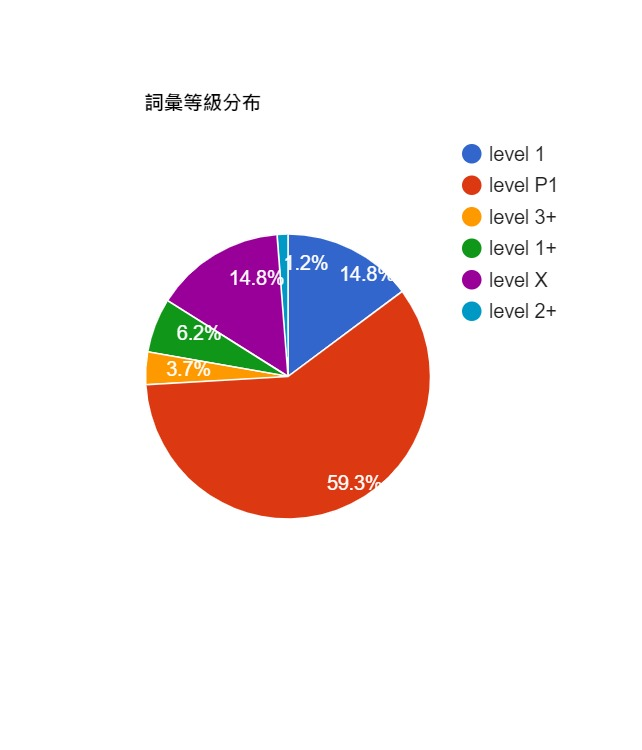 詞彙等級分布
level 1
level P1
level 3+
level 1+
level X
level 2+
1.2%
14.8%
14.8%
6.2%
3.7%
59.3%